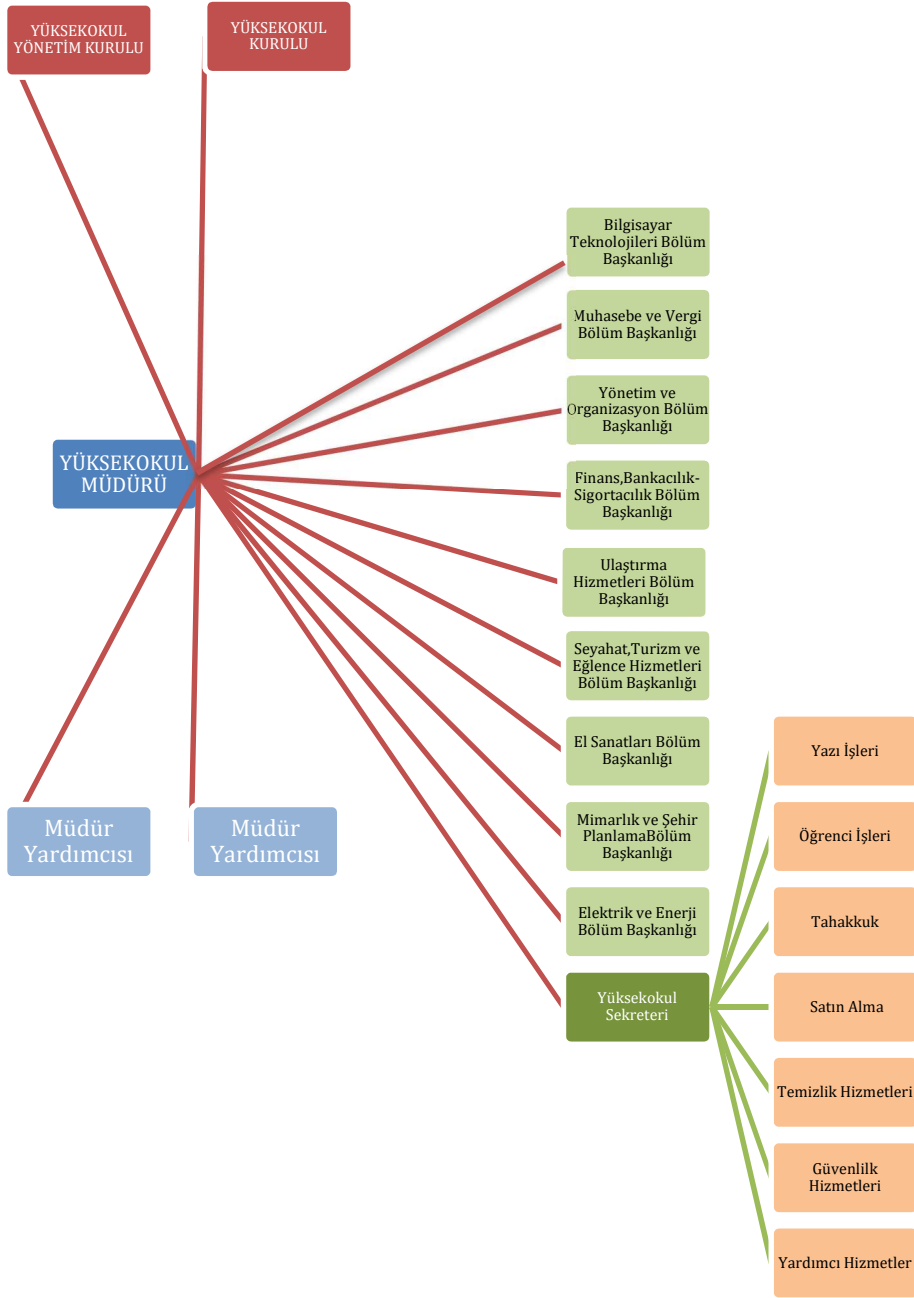 YÜKSEKOKUL
YÖNETİM KURULU
YÜKSEKOKUL
KURULU
Bilgisayar
Teknolojileri Bölüm
Başkanlığı
Muhasebe ve Vergi
Bölüm Başkanlığı
Yönetim ve
Organizasyon Bölüm
Başkanlığı
YÜKSEKOKUL
MÜDÜRÜ
Finans,Bankacılık-
Sigortacılık Bölüm
Başkanlığı
Ulaştırma
Hizmetleri Bölüm
Başkanlığı
Seyahat,Turizm ve
Eğlence Hizmetleri
Bölüm Başkanlığı
El Sanatları Bölüm
Başkanlığı
Mimarlık ve Şehir
PlanlamaBölüm
Başkanlığı
Elektrik ve Enerji
Bölüm Başkanlığı
Yüksekokul
Sekreteri
Müdür
Yardımcısı
Müdür
Yardımcısı
Yazı İşleri
Öğrenci İşleri
Tahakkuk
Satın Alma
Temizlik Hizmetleri
Güvenlilk
Hizmetleri
Yardımcı Hizmetler